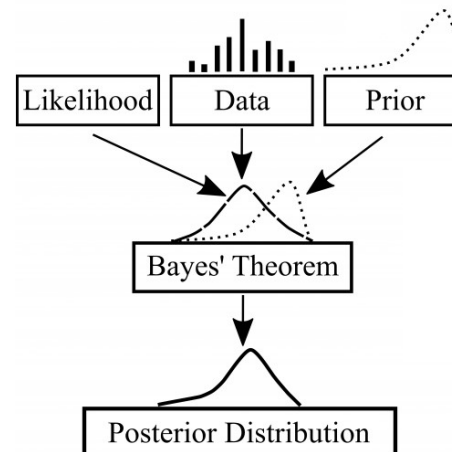 Likelihood
Data
Prior
Bayes' Theorem
Posterior Distribution